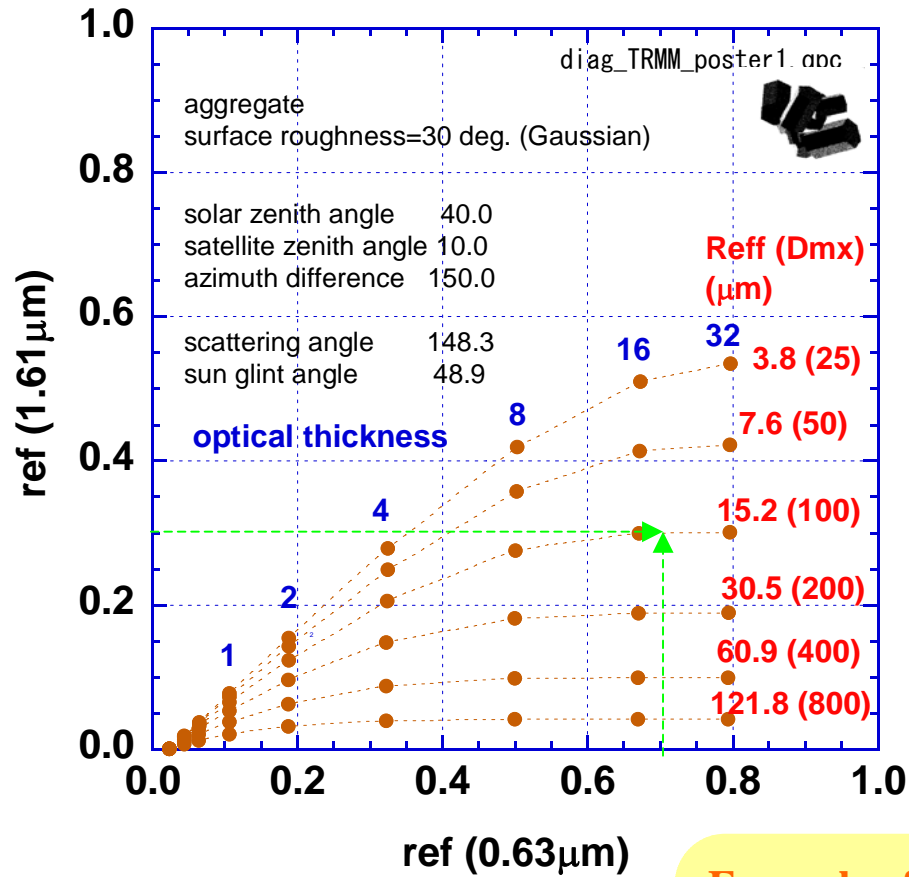 1.0
diag_TRMM_poster1.qpc
aggregate
surface roughness=30 deg. (Gaussian)
0.8
solar zenith angle 40.0
satellite zenith angle 10.0
azimuth difference 150.0
Reff (Dmx)
(μm)
0.6
scattering angle 148.3
sun glint angle 48.9
16
32
3.8 (25)
8
7.6 (50)
optical thickness
ref (1.61μm)
0.4
4
15.2 (100)
2
30.5 (200)
0.2
2
1
60.9 (400)
121.8 (800)
0.0
0.0 0.2 0.4 0.6 0.8 1.0
ref (0.63μm)